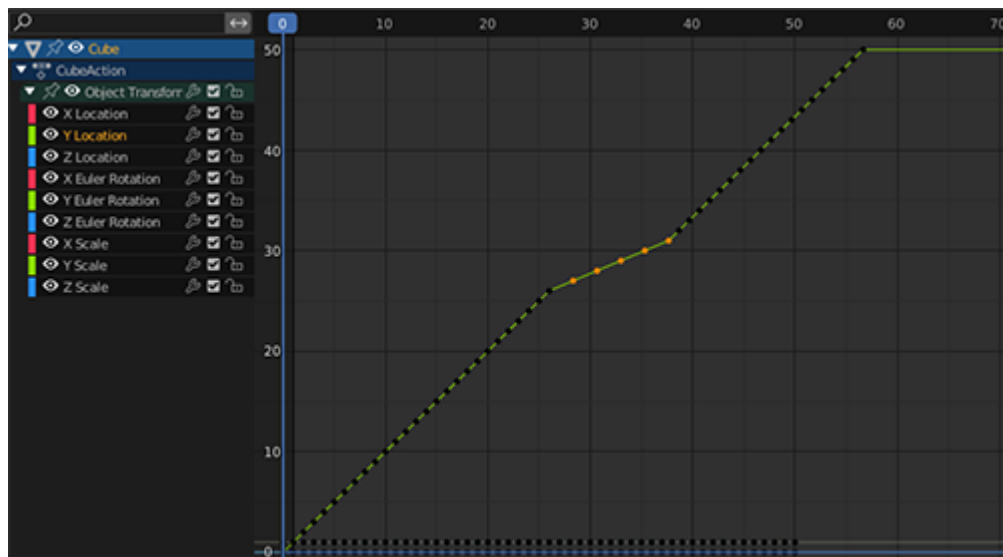 0 10 20 30 40 50 60 70
Cube
CubeAction
Object Transforr
X Location
Y Location
Z Location
X Euler Rotation
Y Euler Rotation
Z Euler Rotation
X Scale
Y Scale
Z Scale
50
40
30
20
10
0